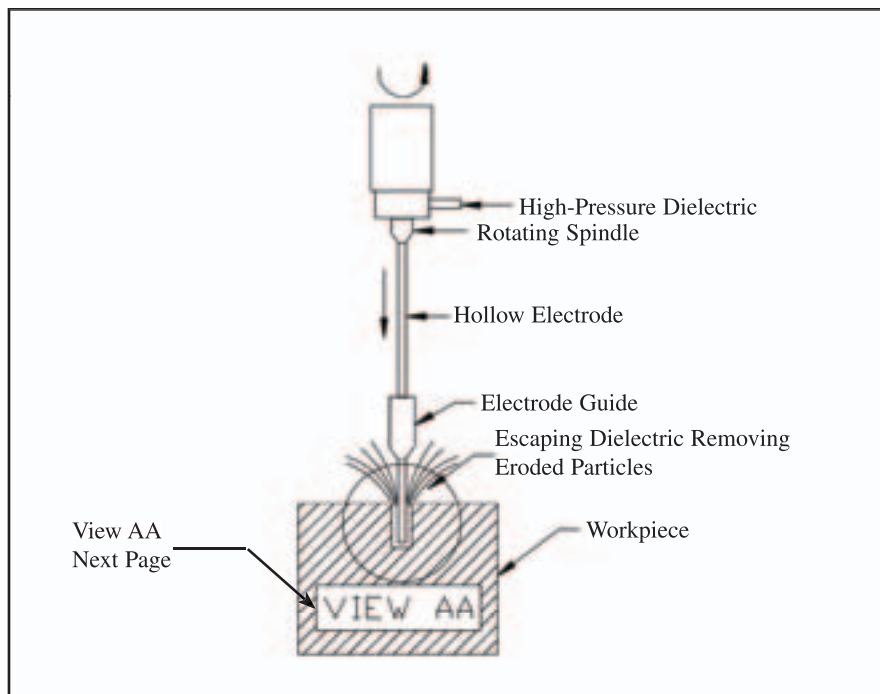 High-Pressure Dielectric
Rotating Spindle
Hollow Electrode
Electrode Guide
Escaping Dielectric Removing
Eroded Particles
Workpiece
View AA
Next Page
VIEW AA